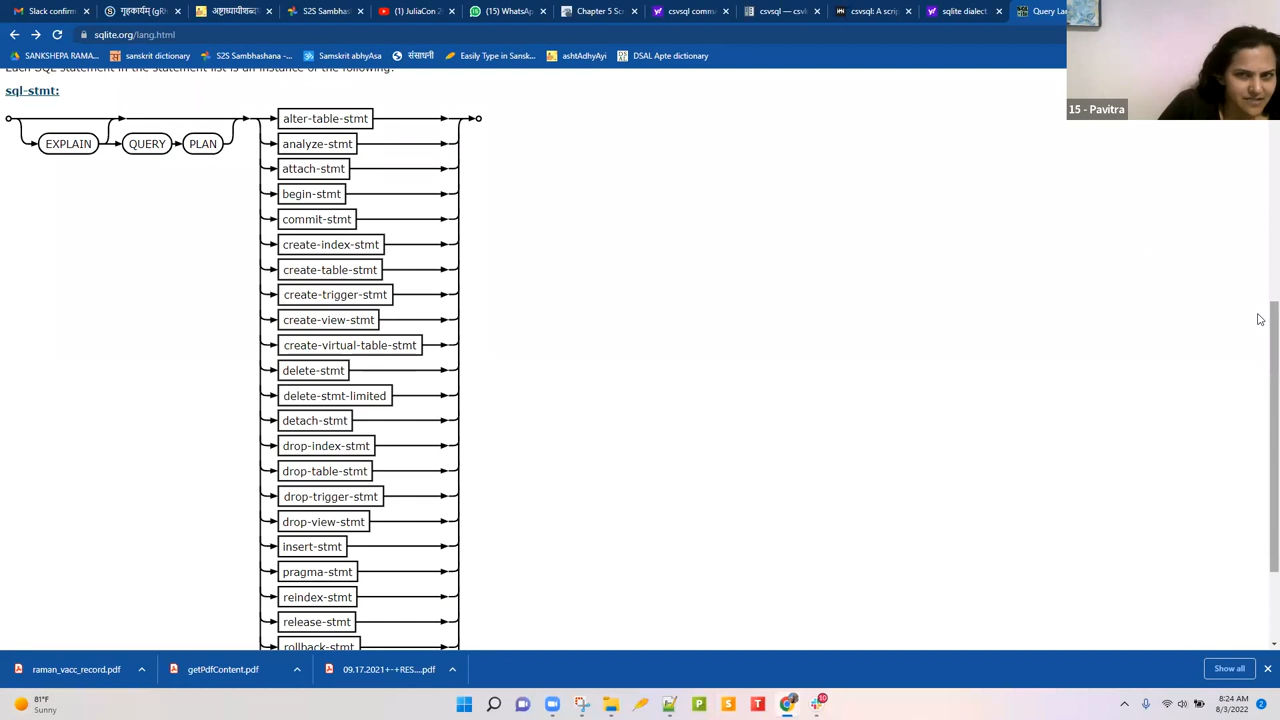 Slack confirm
गृहकार्यम् (गृ
अष्टाध्यायीशब्द
S2S Sambhas
(1) JuliaCon 2
(15) WhatsA
Chapter 5 Sc
csvsql comm
csvsql — csvk
csvsql: A scrip
sqlite dialect
Query Lan
sqlite.org/lang.html
SANKSHEPA RAMA...
sanskrit dictionary
S2S Sambhashana - ...
Samskrit abhyAsa
संसाधनी
Easily Type in Sansk...
ashtAdhyAyi
DSAL Apte dictionary
Each SQL statement in the statement list is an instance of the following:
sql-stmt:
EXPLAIN
QUERY
PLAN
alter-table-stmt
analyze-stmt
attach-stmt
begin-stmt
commit-stmt
create-index-stmt
create-table-stmt
create-trigger-stmt
create-view-stmt
create-virtual-table-stmt
delete-stmt
delete-stmt-limited
detach-stmt
drop-index-stmt
drop-table-stmt
drop-trigger-stmt
drop-view-stmt
insert-stmt
pragma-stmt
reindex-stmt
release-stmt
rollback-stmt
15 - Pavitra
raman_vacc_record.pdf
getPdfContent.pdf
09.17.2021+-+RES....pdf
Show all
81°F
Sunny
10
8:24 AM
8/3/2022
2